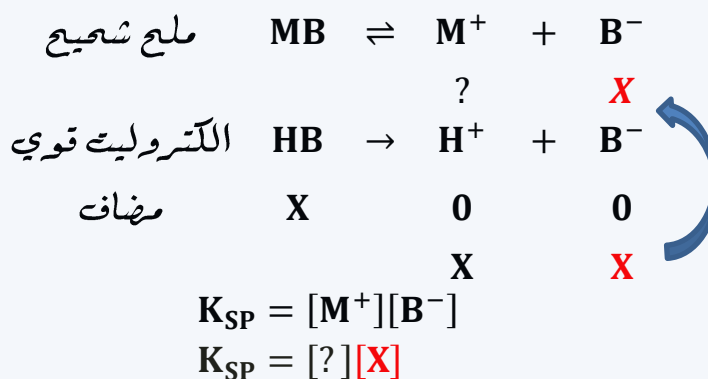 ملح شحيح MB ⇌ M⁺ + B⁻
? X
الكتروليت قوي HB → H⁺ + B⁻
مضاف X 0 0
X X
K_SP = [M⁺][B⁻]
K_SP = [?][X]